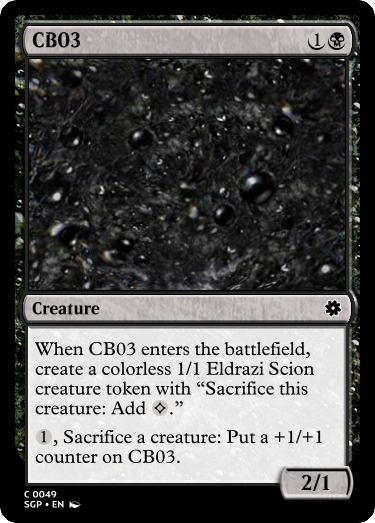 CB03 1
Creature
When CB03 enters the battlefield,
create a colorless 1/1 Eldrazi Scion
creature token with “Sacrifice this
creature: Add .”
1, Sacrifice a creature: Put a +1/+1
counter on CB03.
2/1
C 0049
SGP • EN